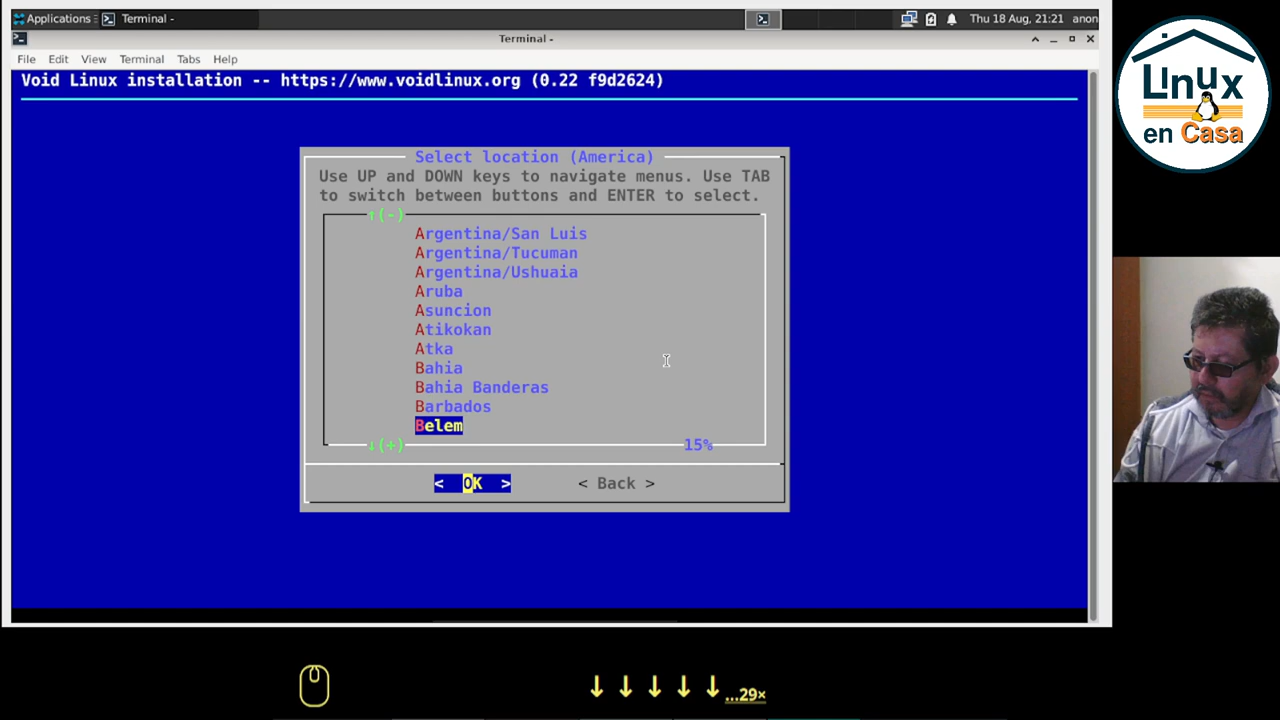 Applications Terminal - Thu 18 Aug, 21:21 anon
Terminal -
File Edit View Terminal Tabs Help
Void Linux installation -- https://www.voidlinux.org (0.22 f9d2624)
Select location (America)
Use UP and DOWN keys to navigate menus. Use TAB
to switch between buttons and ENTER to select.
↑(-)
Argentina/San Luis
Argentina/Tucuman
Argentina/Ushuaia
Aruba
Asuncion
Atikokan
Atka
Bahia
Bahia Banderas
Barbados
Belem
↓(+) 15%
< OK > < Back >
↓ ↓ ↓ ↓ ↓ ...29×
Linux
en Casa